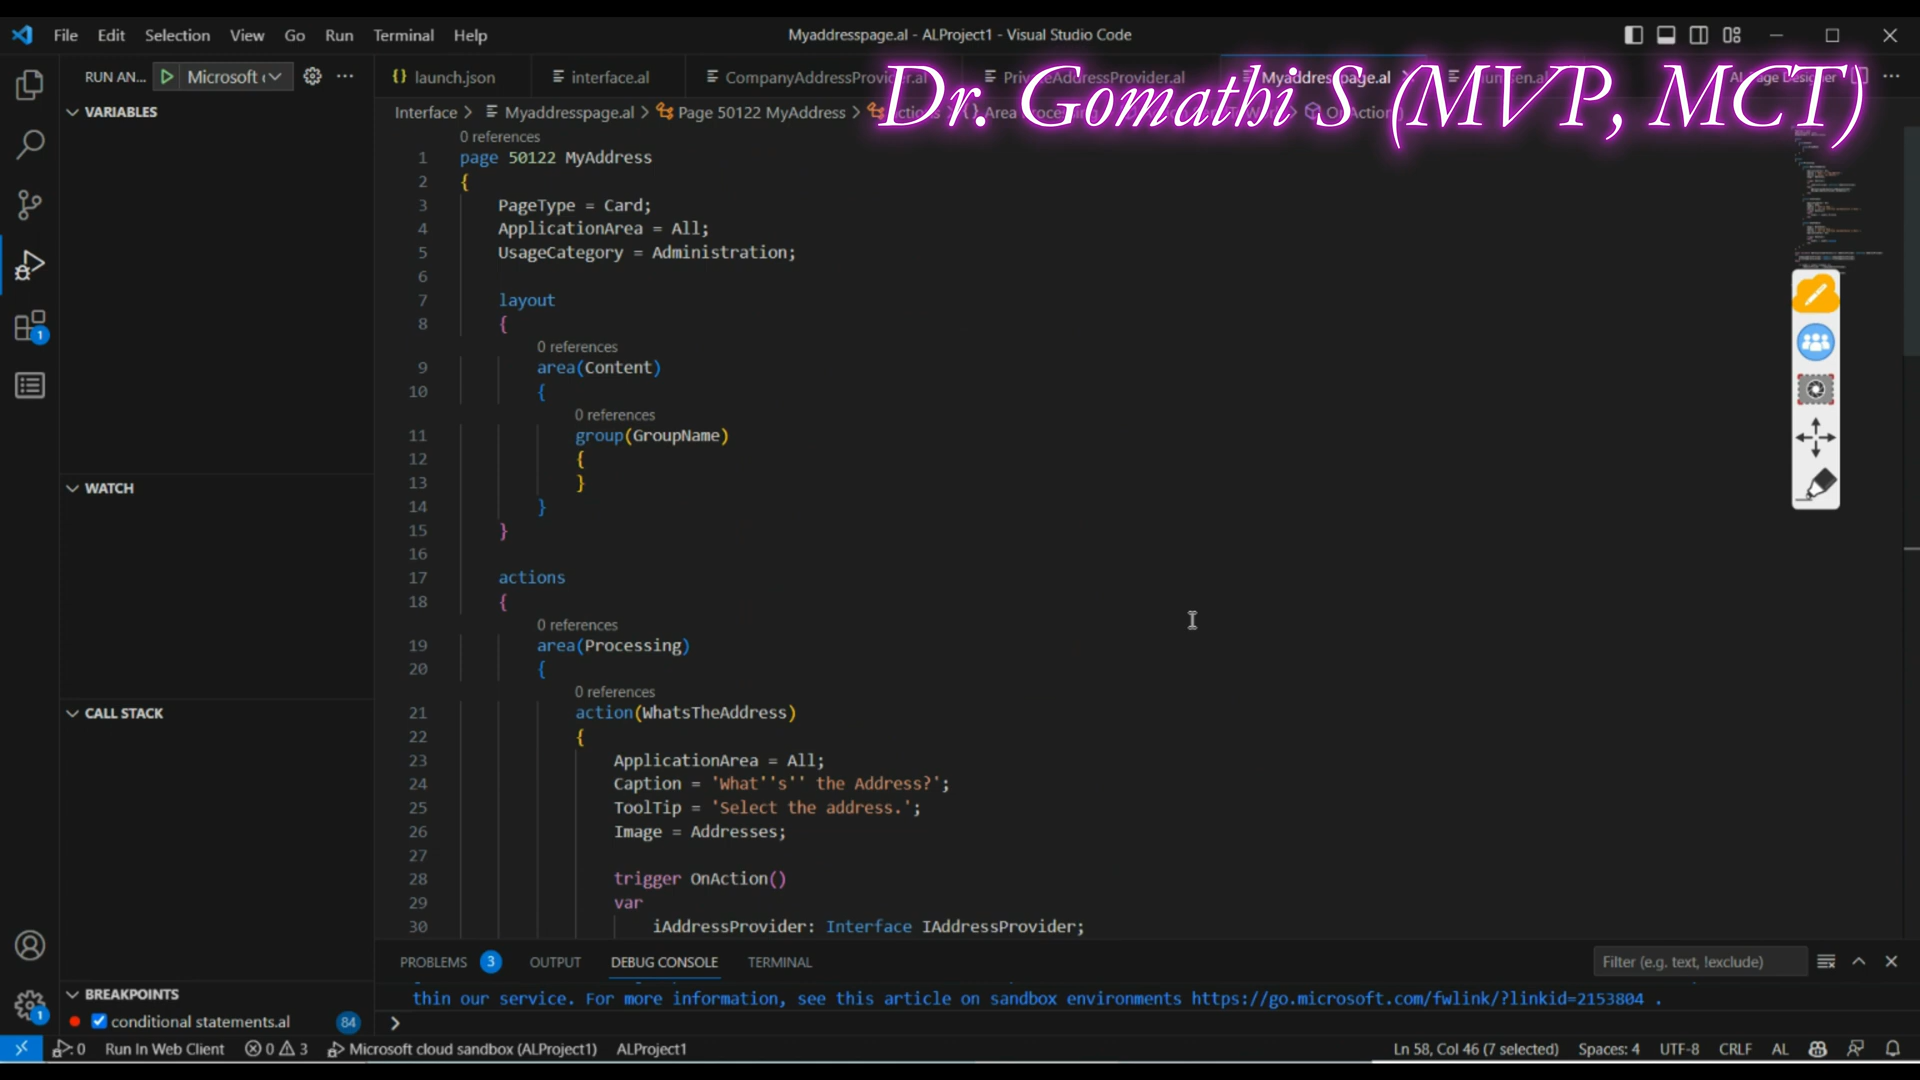 File Edit Selection View Go Run Terminal Help
Myaddresspage.al - ALProject1 - Visual Studio Code
RUN AN... Microsoft
launch.json interface.al CompanyAddressProvider.al PrivateAddressProvider.al Myaddresspage.al
Dr. Gomathi S (MVP, MCT)
Interface > Myaddresspage.al > Page 50122 MyAddress >
VARIABLES
WATCH
CALL STACK
BREAKPOINTS
conditional statements.al 84
0 references
1 page 50122 MyAddress
2 {
3 PageType = Card;
4 ApplicationArea = All;
5 UsageCategory = Administration;
6
7 layout
8 {
0 references
9 area(Content)
10 {
0 references
11 group(GroupName)
12 {
13 }
14 }
15 }
16
17 actions
18 {
0 references
19 area(Processing)
20 {
0 references
21 action(WhatsTheAddress)
22 {
23 ApplicationArea = All;
24 Caption = 'What''s'' the Address?';
25 ToolTip = 'Select the address.';
26 Image = Addresses;
27
28 trigger OnAction()
29 var
30 iAddressProvider: Interface IAddressProvider;
PROBLEMS 3 OUTPUT DEBUG CONSOLE TERMINAL Filter (e.g. text, !exclude)
thin our service. For more information, see this article on sandbox environments https://go.microsoft.com/fwlink/?linkid=2153804 .
>
0 Run In Web Client 0 3 Microsoft cloud sandbox (ALProject1) ALProject1 Ln 58, Col 46 (7 selected) Spaces: 4 UTF-8 CRLF AL